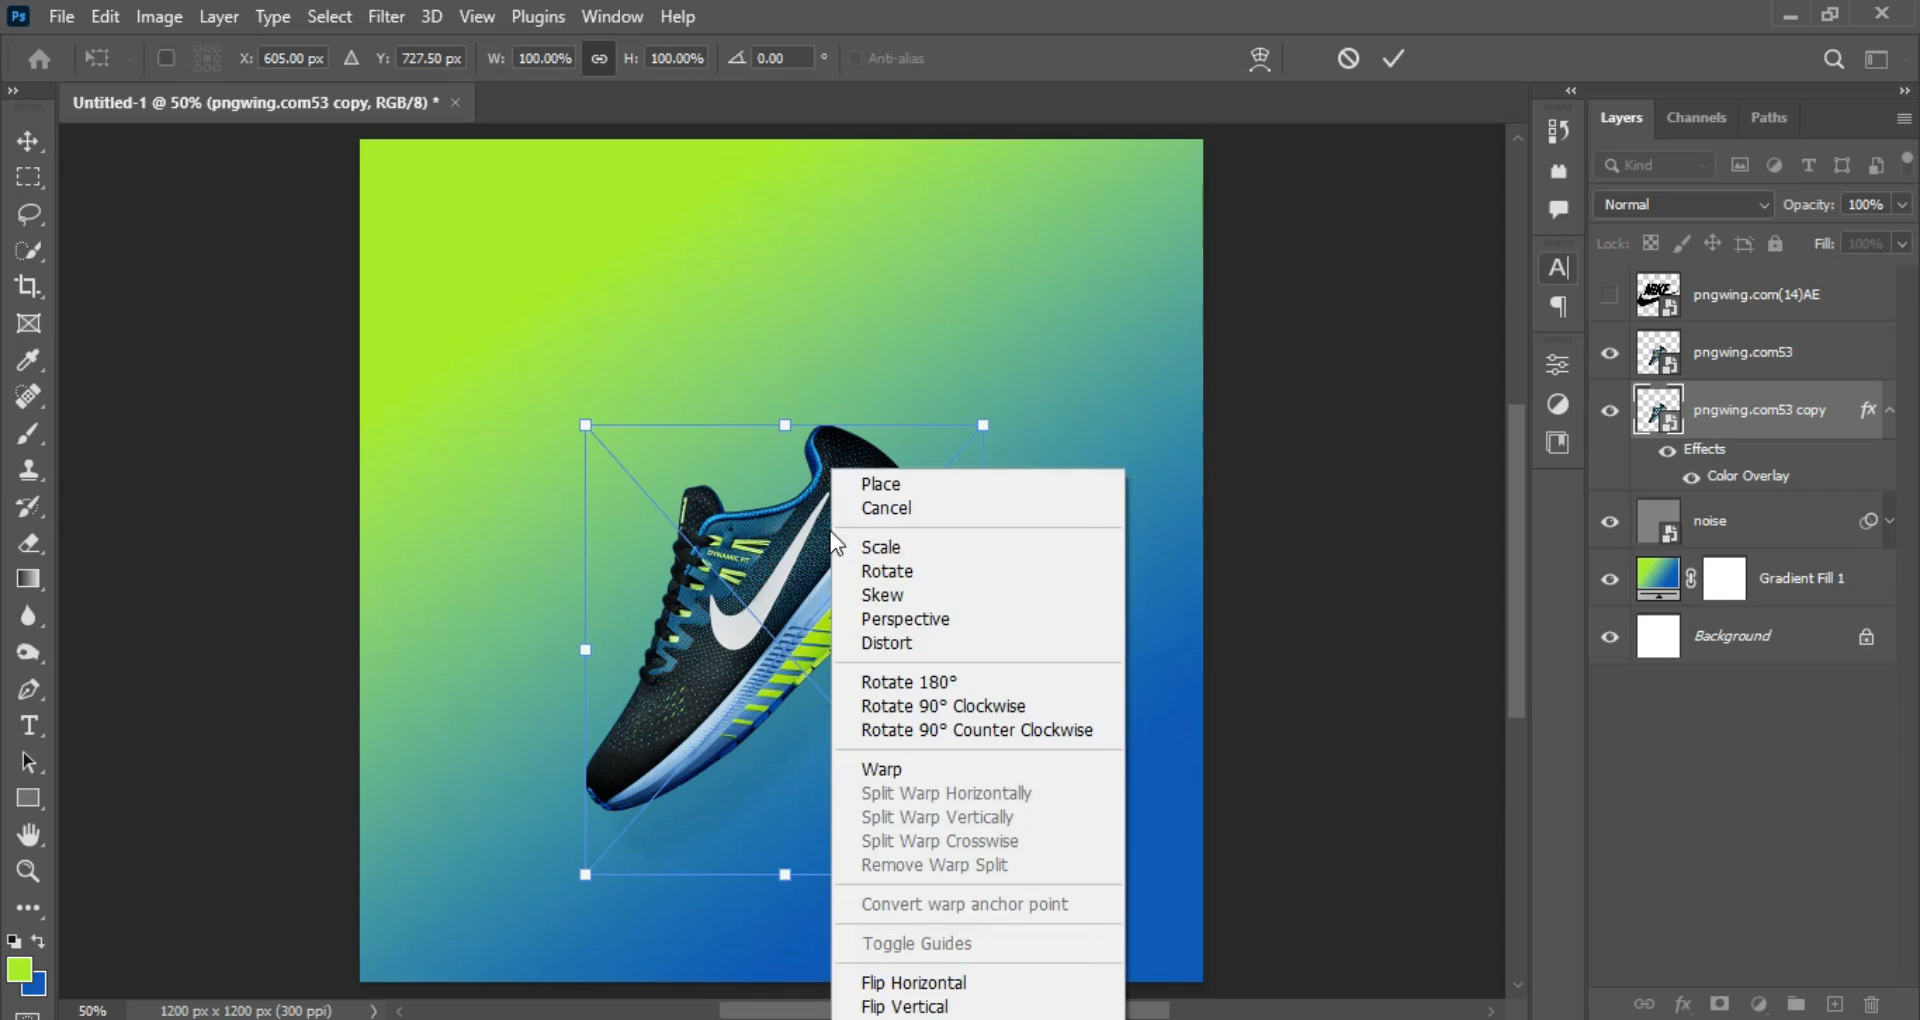 Ps File Edit Image Layer Type Select Filter 3D View Plugins Window Help
X: 605.00 px Y: 727.50 px W: 100.00% H: 100.00% 0.00 ° Anti-alias
Untitled-1 @ 50% (pngwing.com53 copy, RGB/8) *
Layers Channels Paths
Kind
Normal Opacity: 100%
Lock: Fill: 100%
NIKE
pngwing.com(14)AE
pngwing.com53
pngwing.com53 copy fx
Effects
Color Overlay
noise
Gradient Fill 1
Background
DYNAMIC FIT
Place
Cancel
Scale
Rotate
Skew
Perspective
Distort
Rotate 180°
Rotate 90° Clockwise
Rotate 90° Counter Clockwise
Warp
Split Warp Horizontally
Split Warp Vertically
Split Warp Crosswise
Remove Warp Split
Convert warp anchor point
Toggle Guides
Flip Horizontal
Flip Vertical
50% 1200 px x 1200 px (300 ppi)
fx